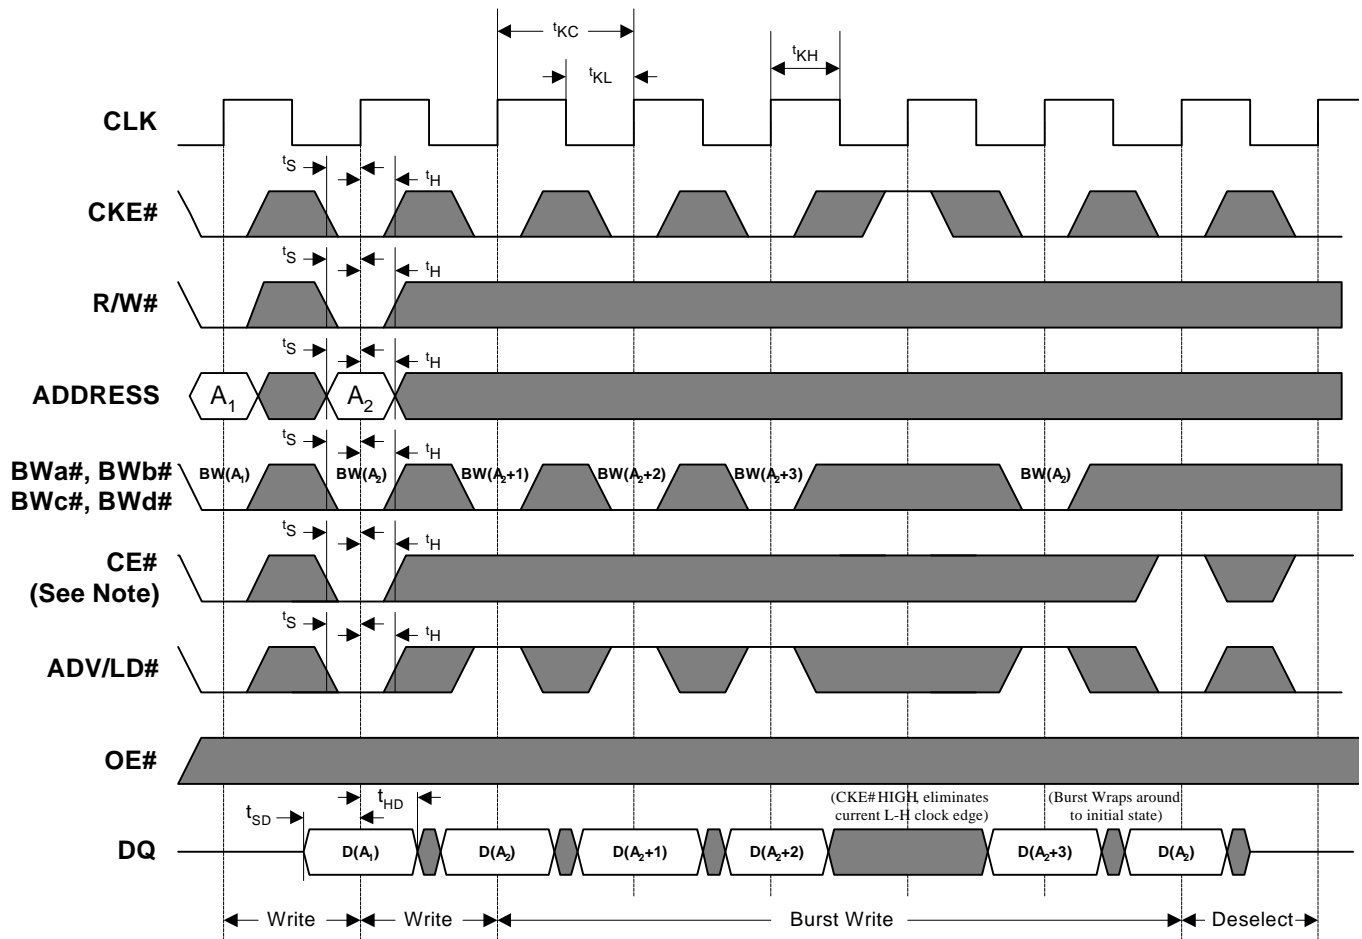 tKC
tKL
tKH
CLK
tS
tH
CKE#
tS
tH
R/W#
tS
tH
ADDRESS
A1
A2
tS
tH
BWa#, BWb#
BWc#, BWd#
BW(A1)
BW(A2)
BW(A2+1)
BW(A2+2)
BW(A2+3)
BW(A2)
tS
tH
CE#
(See Note)
tS
tH
ADV/LD#
OE#
tSD
tHD
(CKE# HIGH, eliminates
current L-H clock edge)
(Burst Wraps around
to initial state)
DQ
D(A1)
D(A2)
D(A2+1)
D(A2+2)
D(A2+3)
D(A2)
Write
Write
Burst Write
Deselect